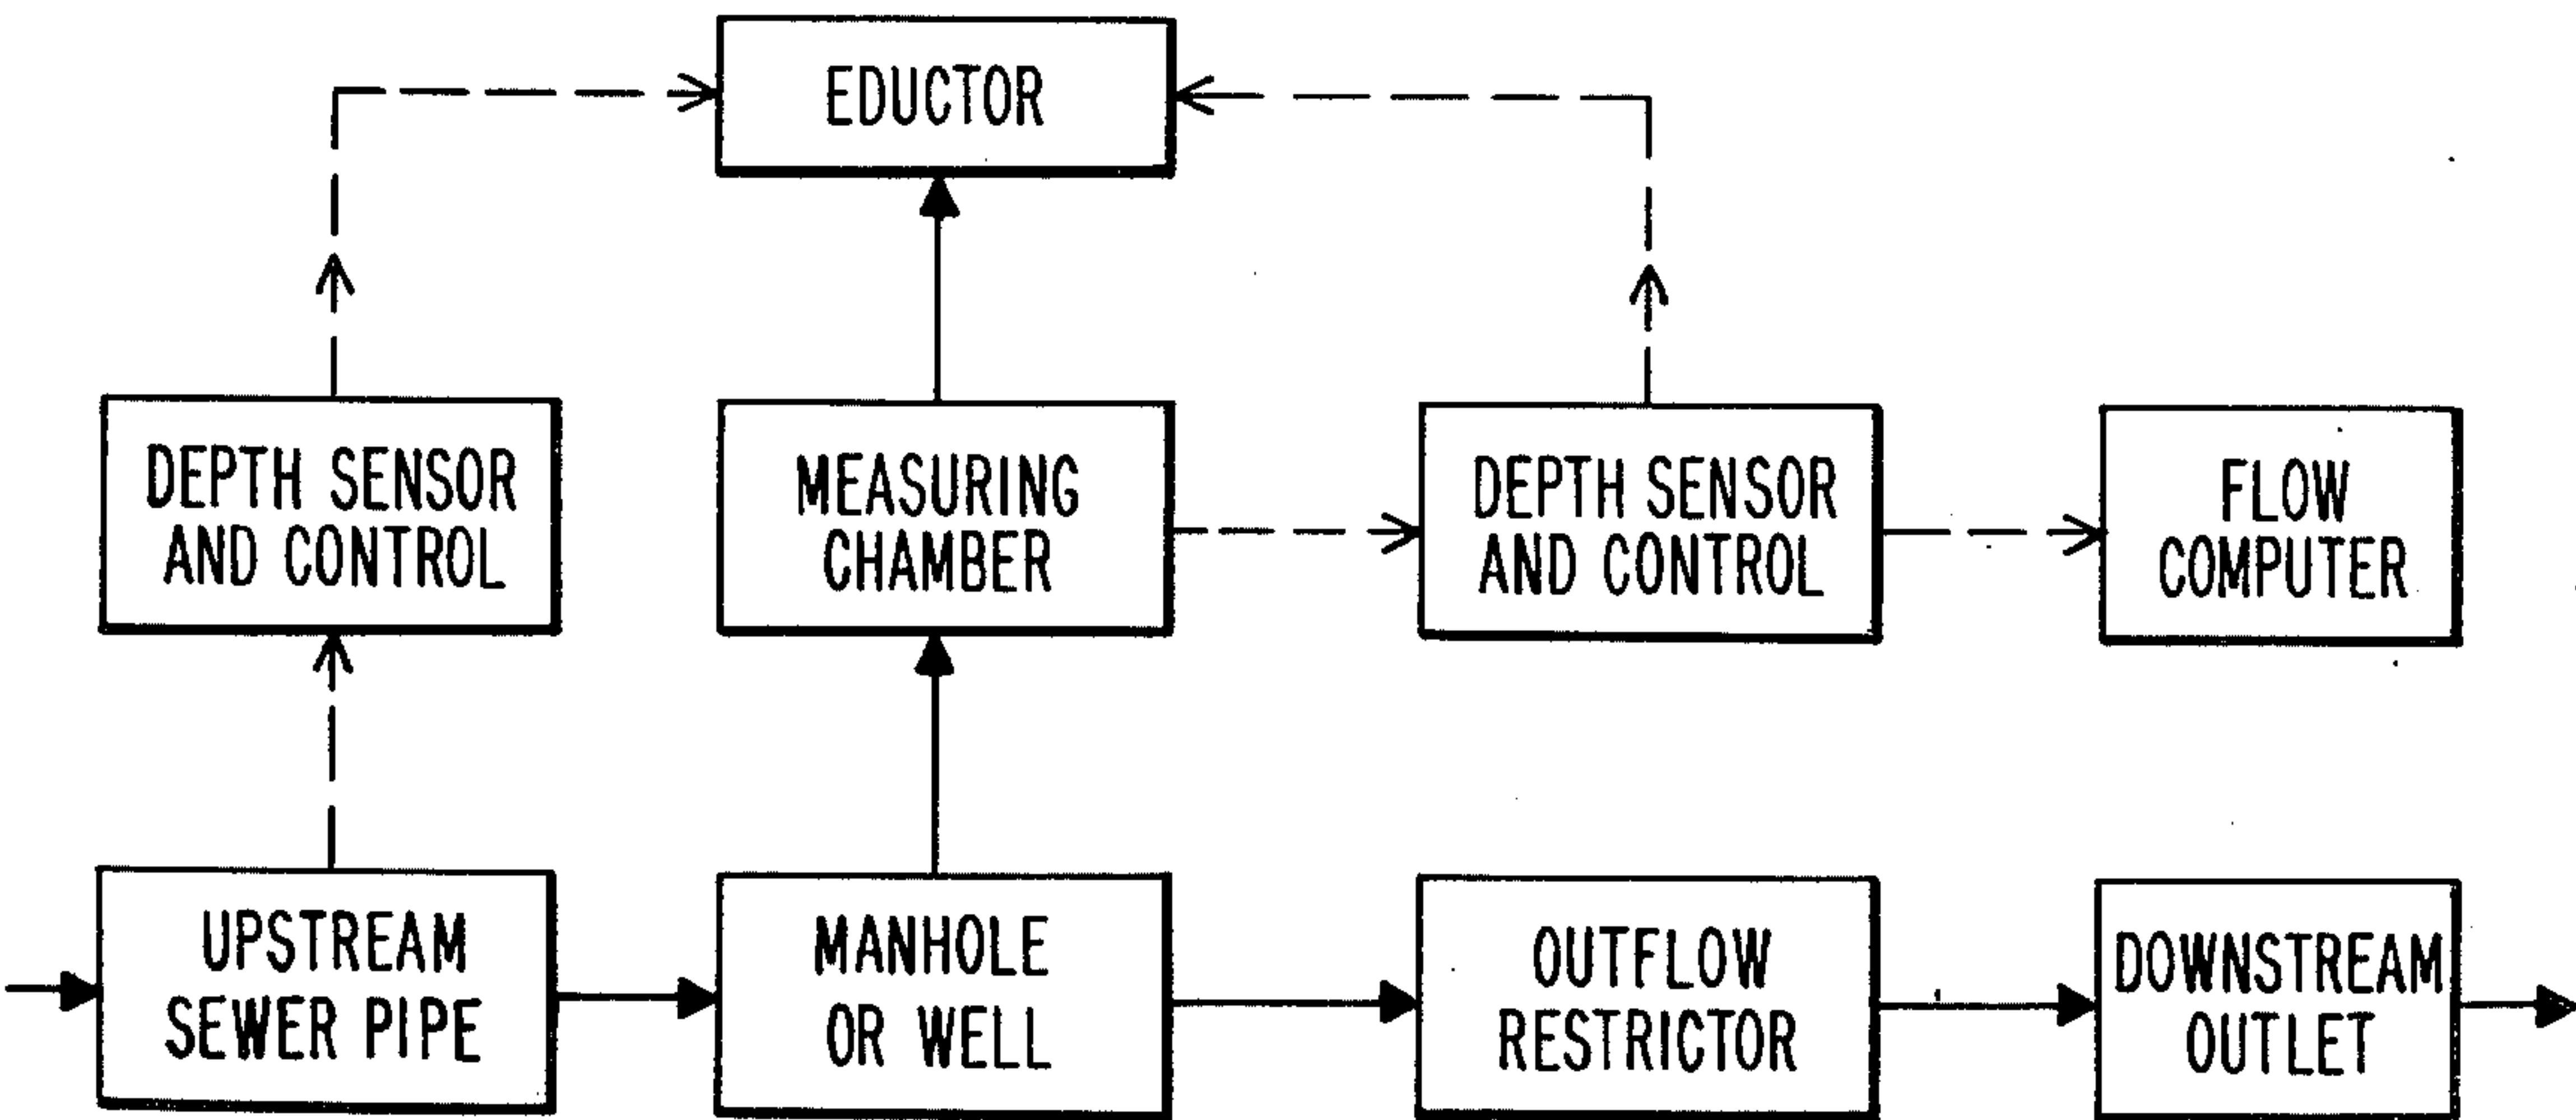 EDUCTOR
DEPTH SENSOR
AND CONTROL
MEASURING
CHAMBER
DEPTH SENSOR
AND CONTROL
FLOW
COMPUTER
UPSTREAM
SEWER PIPE
MANHOLE
OR WELL
OUTFLOW
RESTRICTOR
DOWNSTREAM
OUTLET